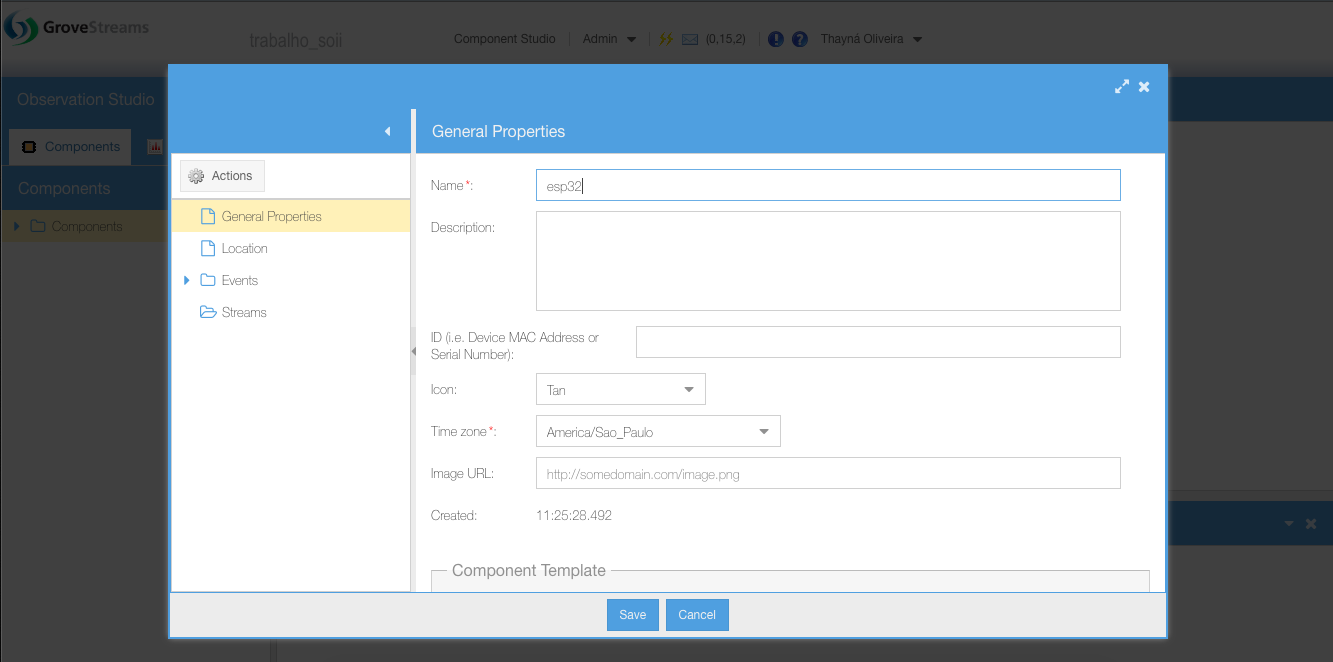 GroveStreams
trabalho_soii
Component Studio
Admin
(0,15,2)
Thayná Oliveira
Observation Studio
Components
Components
Components
General Properties
Actions
General Properties
Location
Events
Streams
Name*:
esp32
Description:
ID (i.e. Device MAC Address or
Serial Number):
Icon:
Tan
Time zone*:
America/Sao_Paulo
Image URL:
http://somedomain.com/image.png
Created:
11:25:28.492
Component Template
Save
Cancel